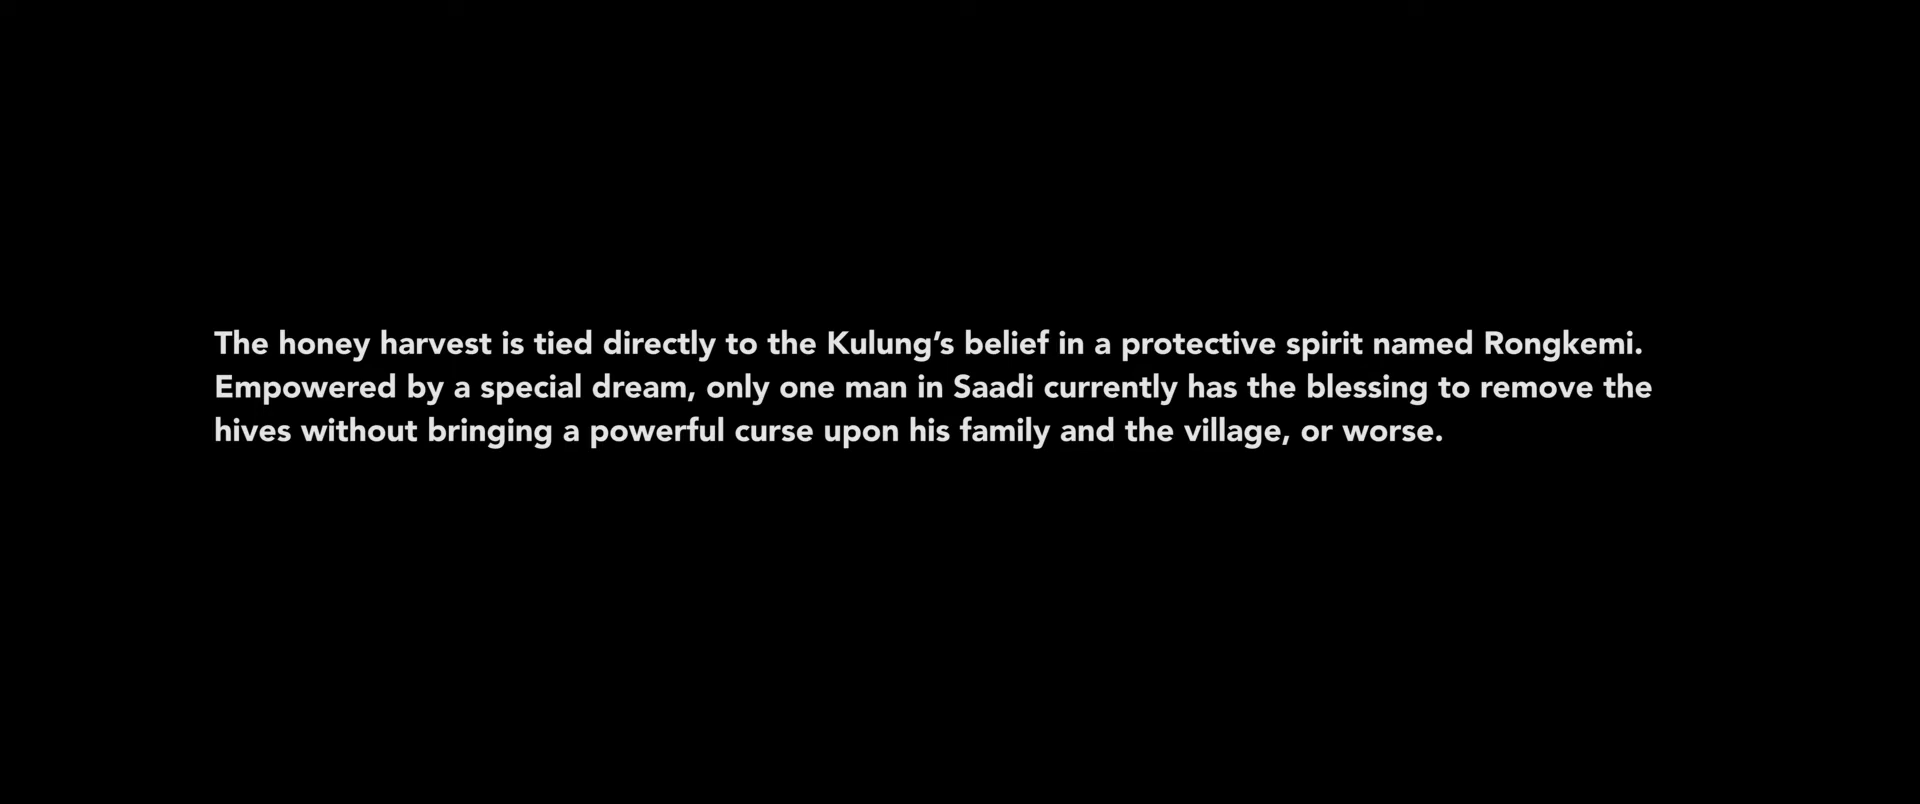 The honey harvest is tied directly to the Kulung’s belief in a protective spirit named Rongkemi.
Empowered by a special dream, only one man in Saadi currently has the blessing to remove the
hives without bringing a powerful curse upon his family and the village, or worse.